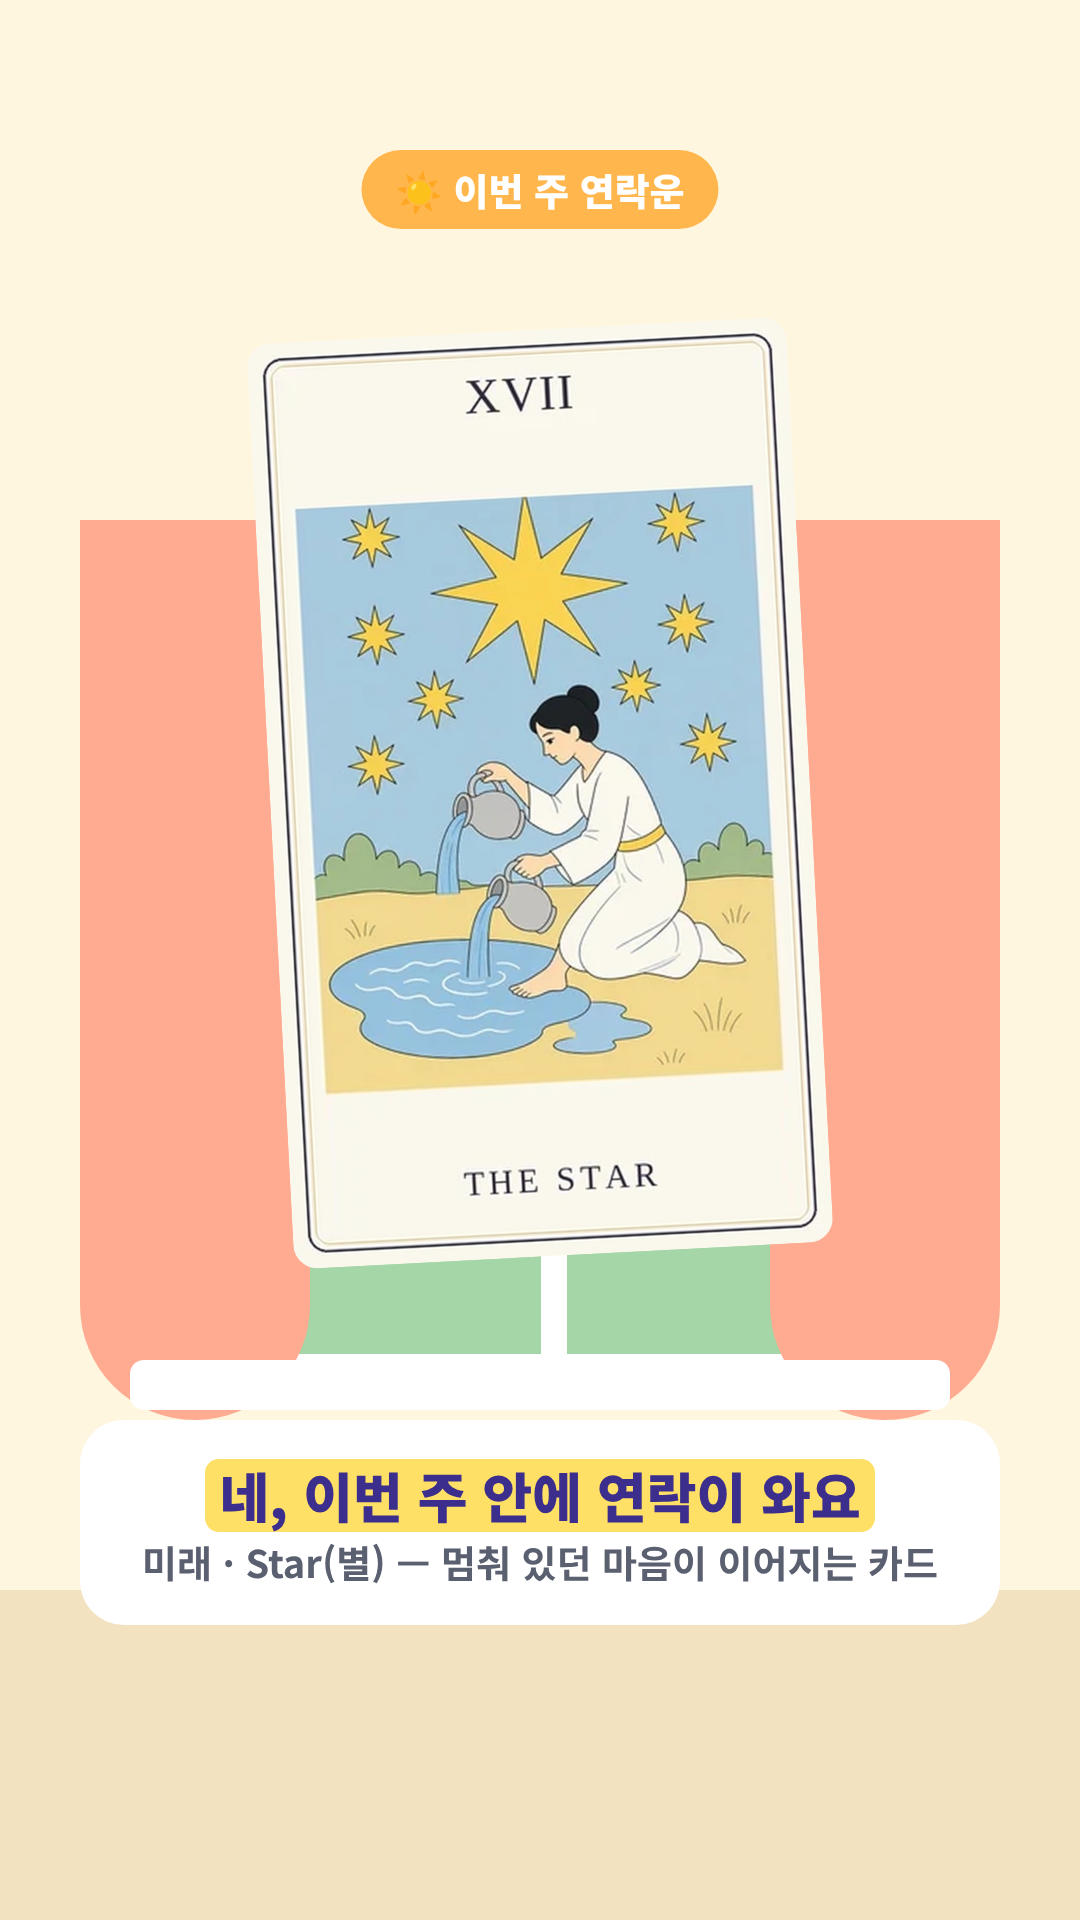 ☀️ 이번 주 연락운
XVII
THE STAR
네, 이번 주 안에 연락이 와요
미래 · Star(별) — 멈춰 있던 마음이 이어지는 카드